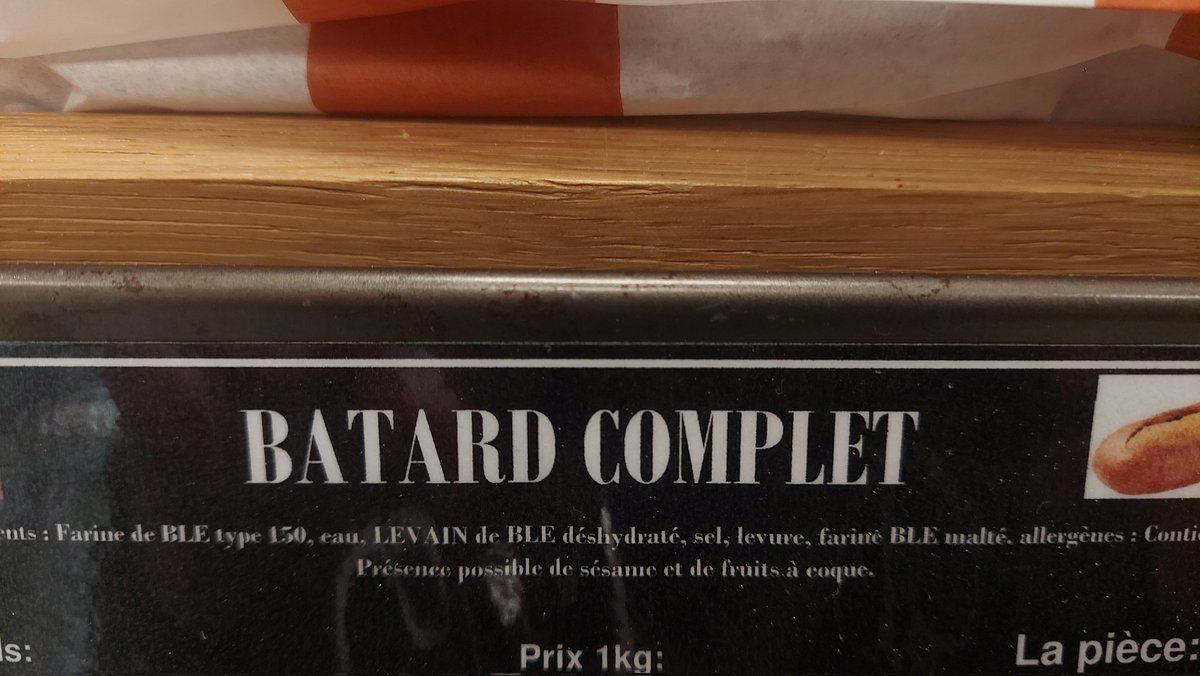 BATARD COMPLET
ents : Farine de BLE type 150, eau, LEVAIN de BLE déshydraté, sel, levure, farine BLE malté. allergènes : Conti
Présence possible de sésame et de fruits à coque.
ds: Prix 1kg: La pièce: